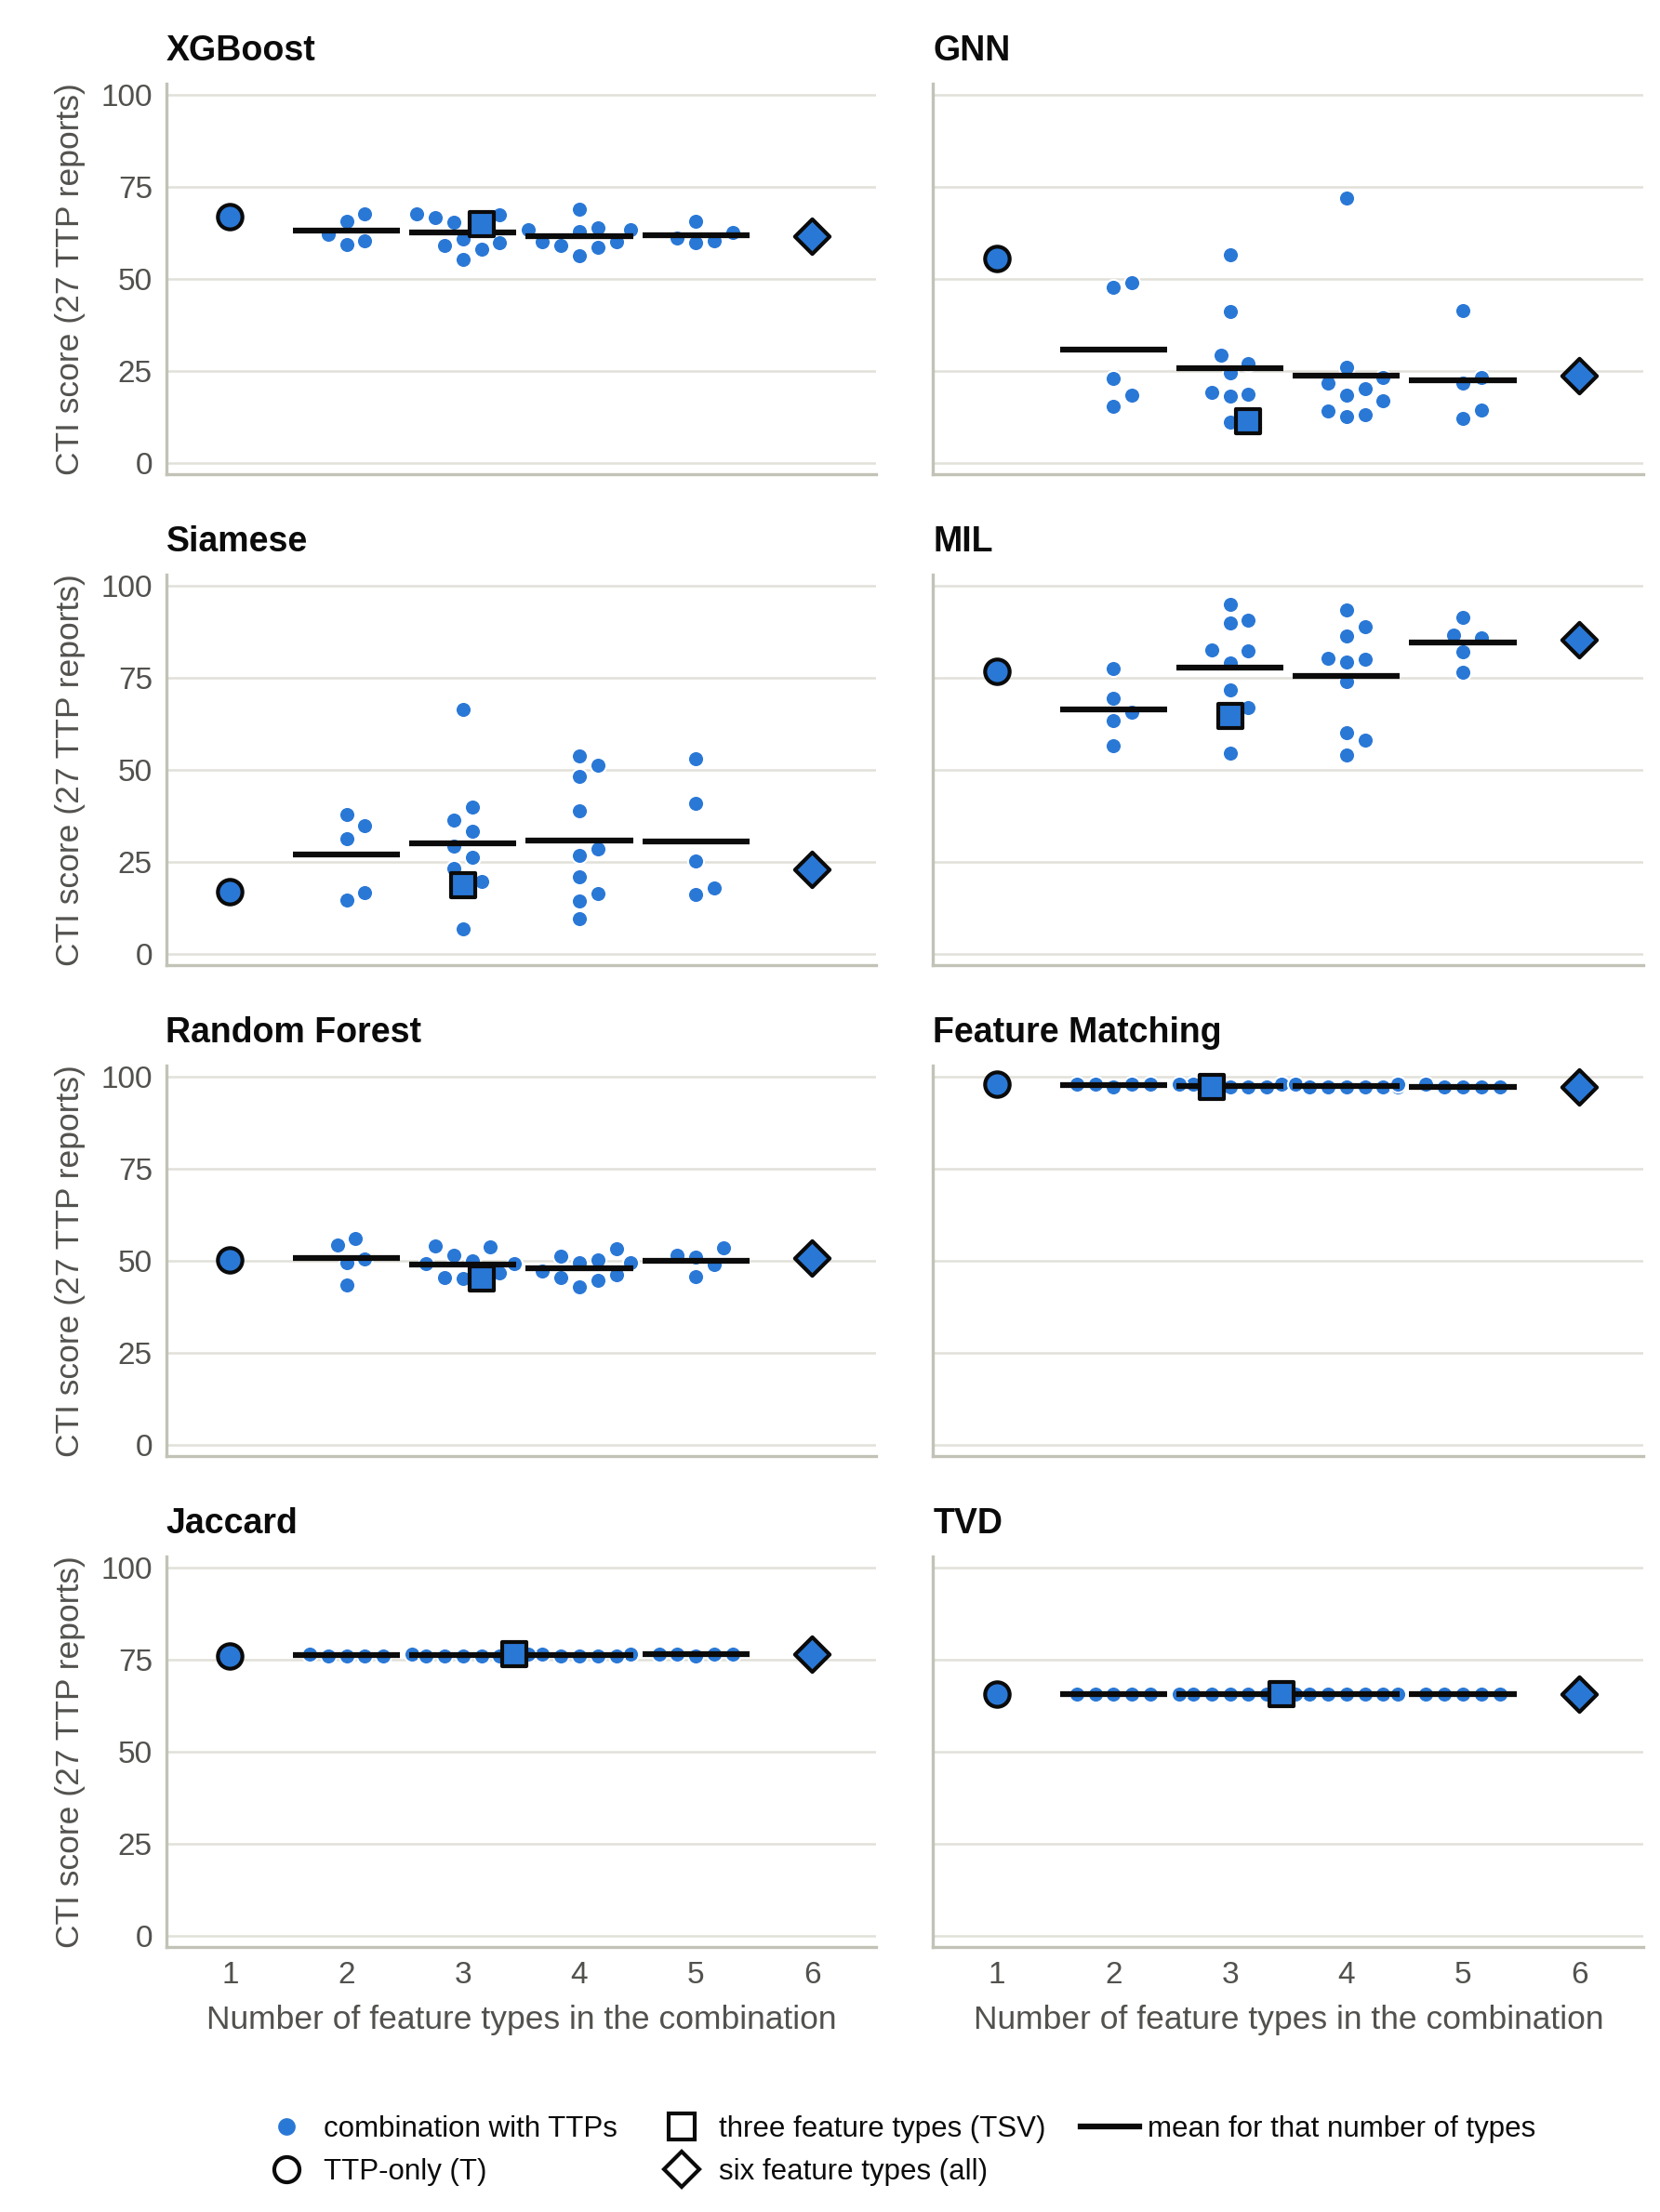 XGBoost
GNN
CTI score (27 TTP reports)
100
75
50
25
0
Siamese
MIL
CTI score (27 TTP reports)
100
75
50
25
0
Random Forest
Feature Matching
CTI score (27 TTP reports)
100
75
50
25
0
Jaccard
TVD
CTI score (27 TTP reports)
100
75
50
25
0
1 2 3 4 5 6
1 2 3 4 5 6
Number of feature types in the combination
Number of feature types in the combination
combination with TTPs
three feature types (TSV)
mean for that number of types
TTP-only (T)
six feature types (all)